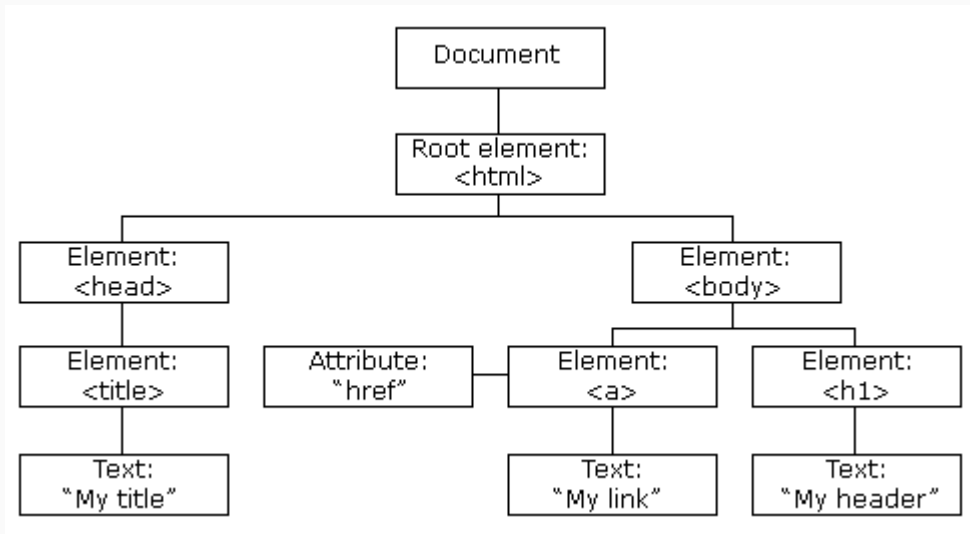 Document
Root element:
<html>
Element:
<head>
Element:
<body>
Element:
<title>
Attribute:
“href”
Element:
<a>
Element:
<h1>
Text:
“My title”
Text:
“My link”
Text:
“My header”